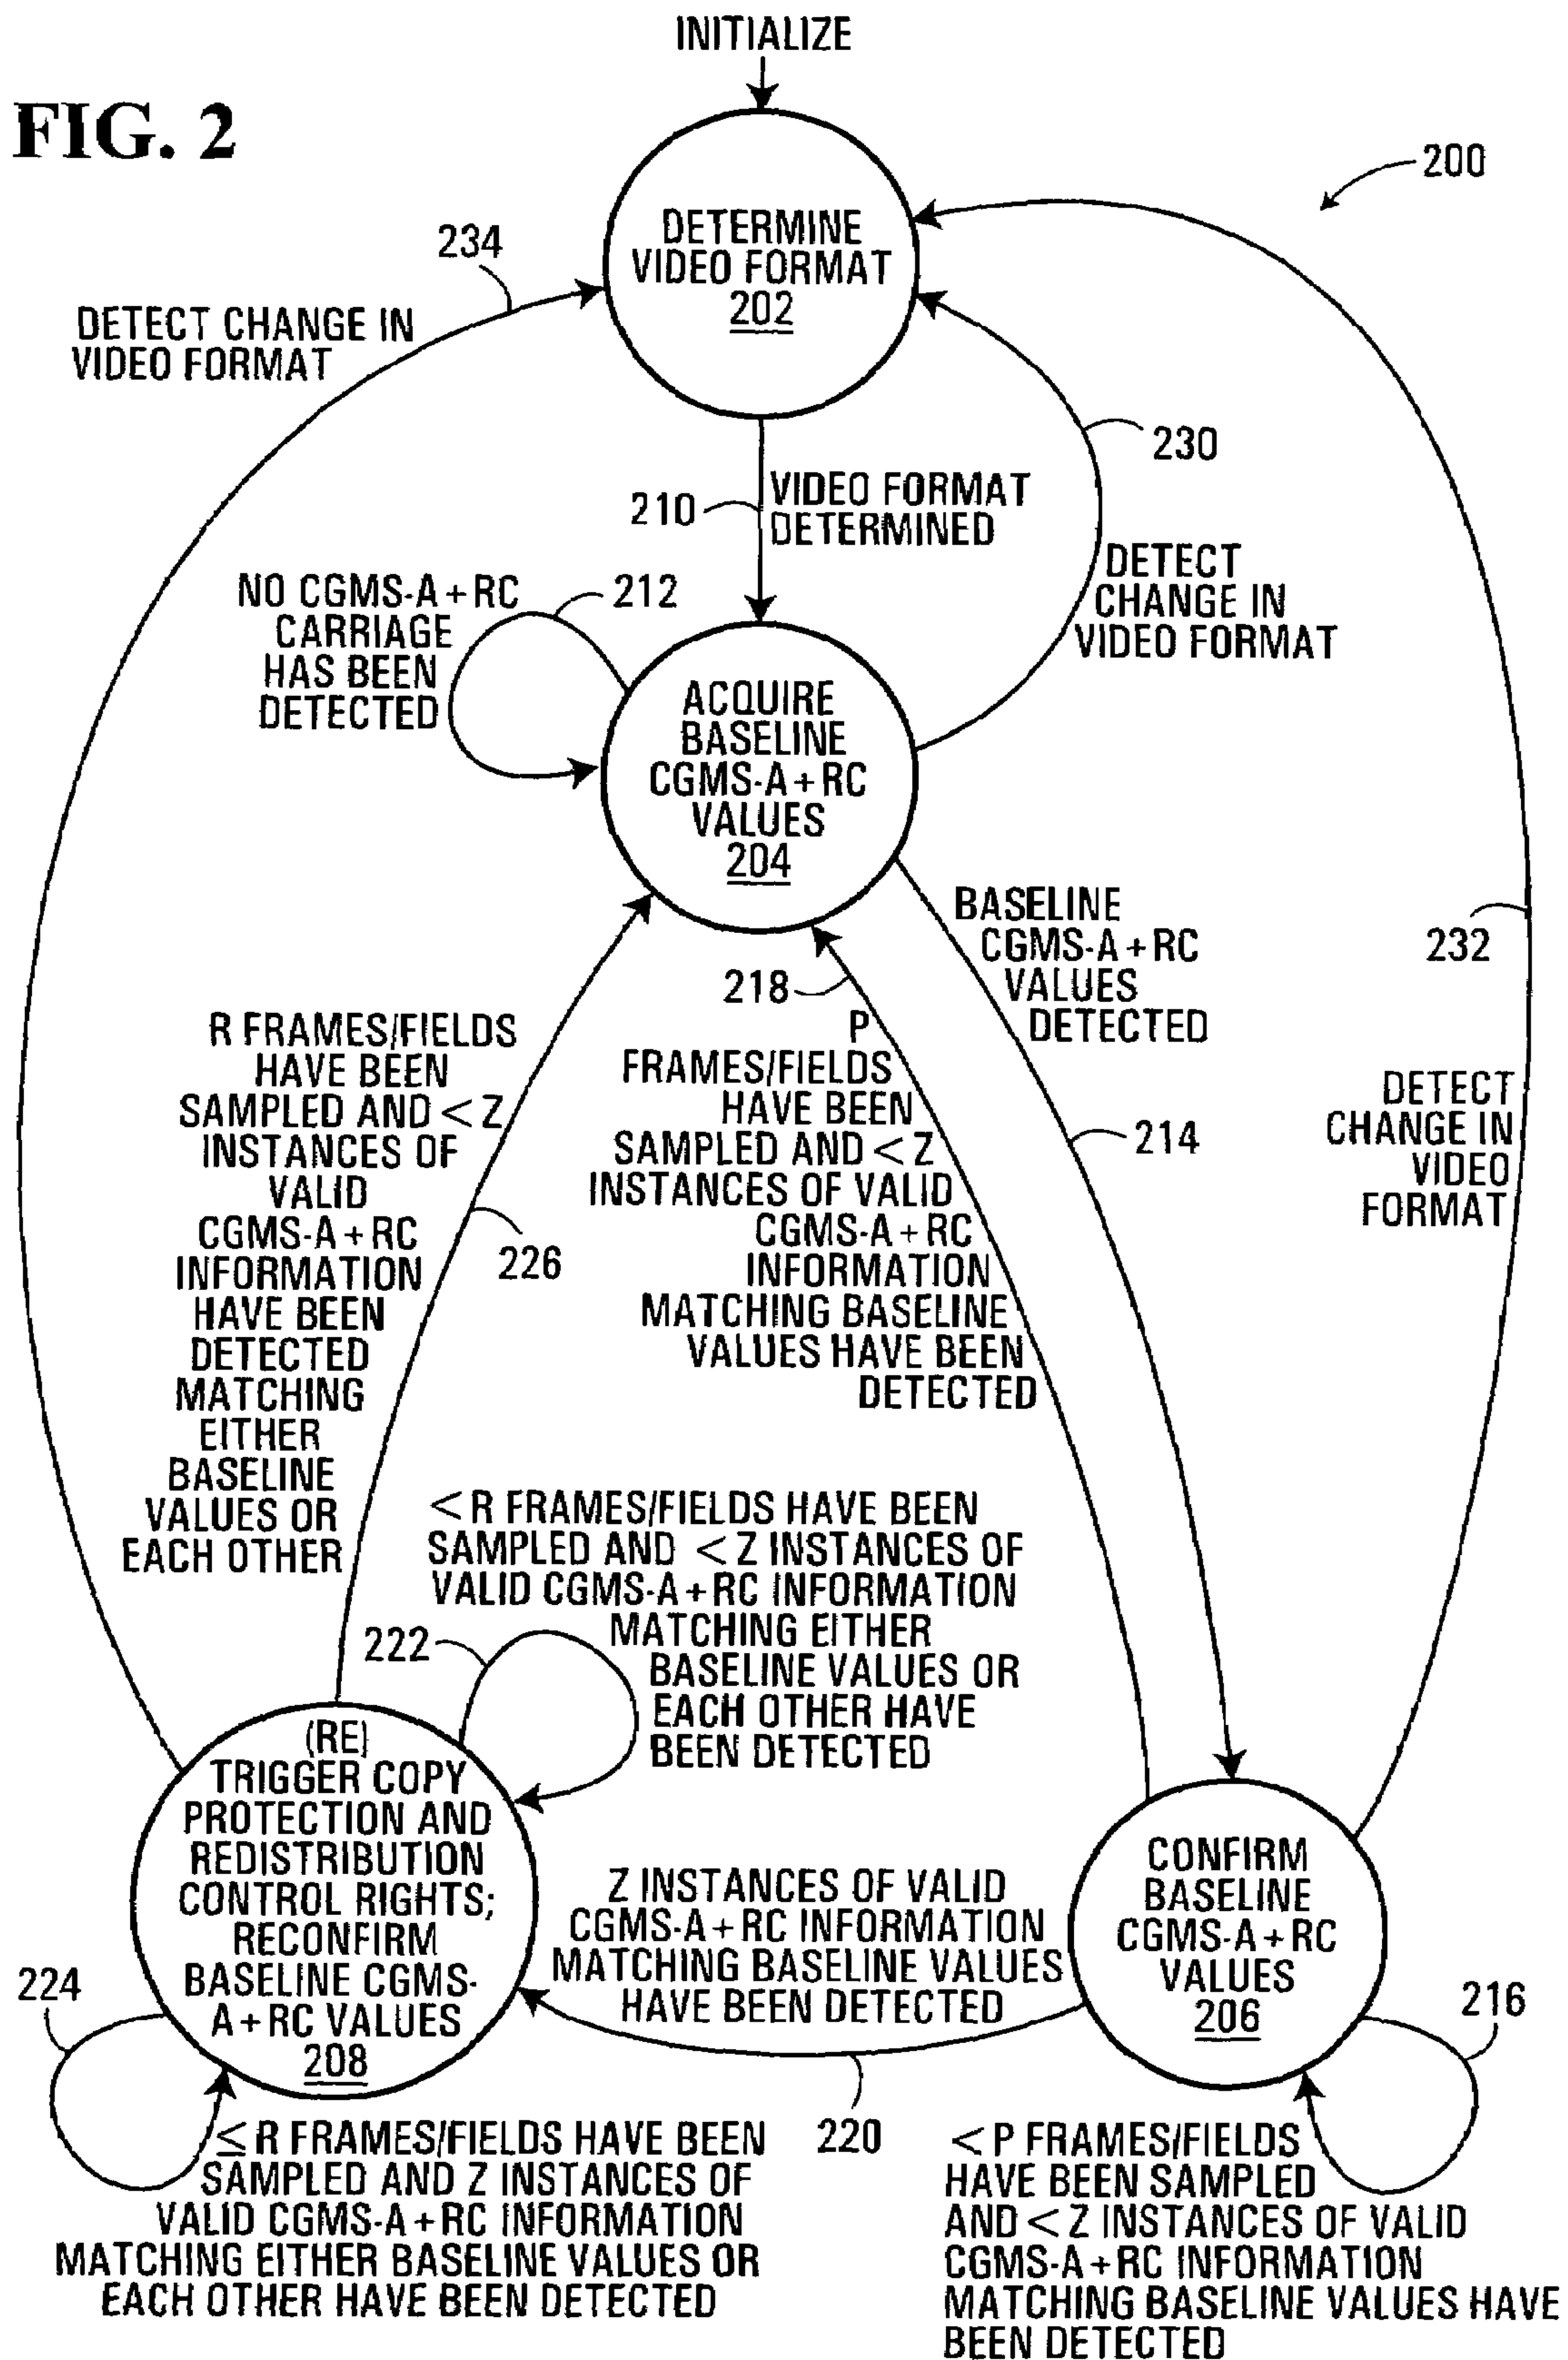 INITIALIZE
FIG. 2
200
DETERMINE
VIDEO FORMAT
202
234
DETECT CHANGE IN
VIDEO FORMAT
230
210
VIDEO FORMAT
DETERMINED
DETECT
CHANGE IN
VIDEO FORMAT
NO CGMS-A+RC
CARRIAGE
HAS BEEN
DETECTED
212
ACQUIRE
BASELINE
CGMS-A+RC
VALUES
204
BASELINE
CGMS-A+RC
VALUES
DETECTED
232
218
214
DETECT
CHANGE IN
VIDEO
FORMAT
R FRAMES/FIELDS
HAVE BEEN
SAMPLED AND <Z
INSTANCES OF
VALID
CGMS-A+RC
INFORMATION
HAVE BEEN
DETECTED
MATCHING
EITHER
BASELINE
VALUES OR
EACH OTHER
226
P
FRAMES/FIELDS
HAVE BEEN
SAMPLED AND <Z
INSTANCES OF VALID
CGMS-A+RC
INFORMATION
MATCHING BASELINE
VALUES HAVE BEEN
DETECTED
<R FRAMES/FIELDS HAVE BEEN
SAMPLED AND <Z INSTANCES OF
VALID CGMS-A+RC INFORMATION
MATCHING EITHER
BASELINE VALUES OR
EACH OTHER HAVE
BEEN DETECTED
222
(RE)
TRIGGER COPY
PROTECTION AND
REDISTRIBUTION
CONTROL RIGHTS;
RECONFIRM
BASELINE CGMS-
A+RC VALUES
208
Z INSTANCES OF VALID
CGMS-A+RC INFORMATION
MATCHING BASELINE VALUES
HAVE BEEN DETECTED
220
CONFIRM
BASELINE
CGMS-A+RC
VALUES
206
216
224
≤R FRAMES/FIELDS HAVE BEEN
SAMPLED AND Z INSTANCES OF
VALID CGMS-A+RC INFORMATION
MATCHING EITHER BASELINE VALUES OR
EACH OTHER HAVE BEEN DETECTED
<P FRAMES/FIELDS
HAVE BEEN SAMPLED
AND <Z INSTANCES OF VALID
CGMS-A+RC INFORMATION
MATCHING BASELINE VALUES HAVE
BEEN DETECTED